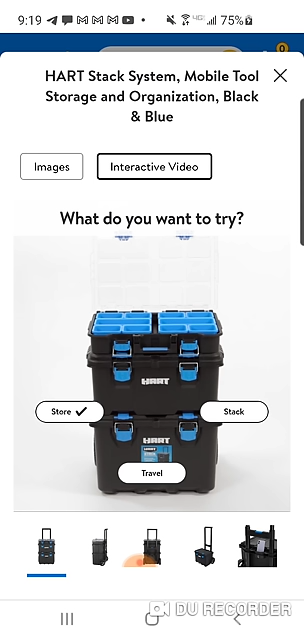 9:19
75%
0
HART Stack System, Mobile Tool
Storage and Organization, Black
& Blue
Images
Interactive Video
What do you want to try?
HART
Store
Stack
HART
Travel
DU RECORDER